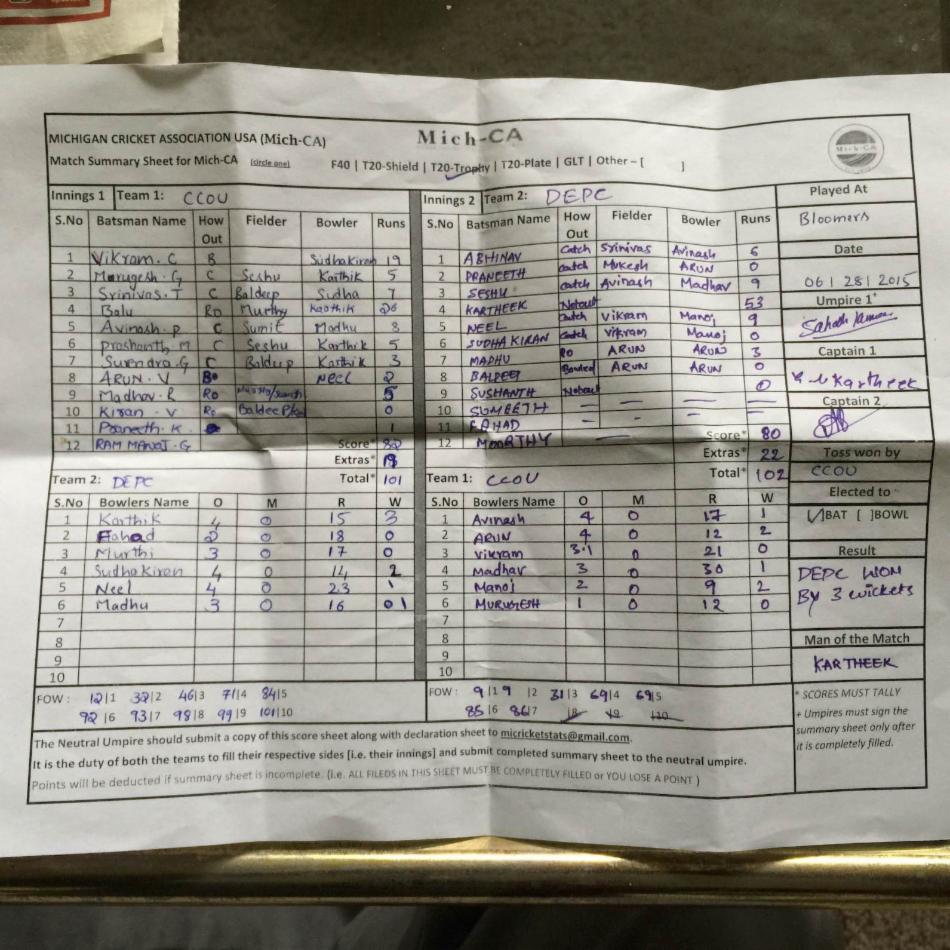 MICHIGAN CRICKET ASSOCIATION USA (Mich-CA)
Mich-CA
Mich-CA
Match Summary Sheet for Mich-CA (circle one) F40 | T20-Shield | T20-Trophy | T20-Plate | GLT | Other – [ ]
Innings 1 Team 1: CCOU
S.No Batsman Name How Out Fielder Bowler Runs
1 Vikram. C B Sudhakiran 19
2 Murugesh. G C Seshu Karthik 5
3 Srinivas. T C Baldeep Sudha 7
4 Balu Ro Murthy Karthik 26
5 Avinash. P C Sumit Madhu 8
6 Prashanth. M C Seshu Karthik 5
7 Surendra. G C Baldeep Karthik 3
8 ARUN. V Bo Neel 2
9 Madhav. R Ro 5
10 Kiran. V Ro 0
11 Praneeth. K 1
12 RAM MANOJ. G
Score* 82
Extras* 19
Total* 101
Innings 2 Team 2: DEPC
S.No Batsman Name How Out Fielder Bowler Runs
1 ABHINAV Catch Srinivas Avinash 6
2 PRANEETH Catch Mukesh ARUN 0
3 SESHU Catch Avinash Madhav 9
4 KARTHEEK Notout 53
5 NEEL Catch Vikram Manoj 9
6 SUDHA KIRAN Catch Vikram Manoj 0
7 MADHU Ro ARUN ARUN 3
8 BALDEEP Bowled ARUN ARUN 0
9 SUSHANTH Notout 0
10 SUMEETH – – –
11 FAHAD – – –
12 MOORTHY —
Score* 80
Extras* 22
Total* 102
Team 2: DEPC
S.No Bowlers Name O M R W
1 Karthik 4 0 15 3
2 Fahad 2 0 18 0
3 Murthi 3 0 17 0
4 Sudha Kiran 4 0 14 2
5 Neel 4 0 23 1
6 Madhu 3 0 16 01
7
8
9
10
FOW : 12|1 32|2 46|3 71|4 84|5
92|6 93|7 98|8 99|9 101|10
Team 1: CCOU
S.No Bowlers Name O M R W
1 Avinash 4 0 17 1
2 ARUN 4 0 12 2
3 Vikram 3.1 0 21 0
4 Madhav 3 0 30 1
5 Manoj 2 0 9 2
6 MURUGESH 1 0 12 0
7
8
9
10
FOW : 9|1 9 |2 31|3 69|4 69|5
85|6 86|7 |8 |9 |10
Played At
Bloomers
Date
06 | 28 | 2015
Umpire 1+
Captain 1
Kartheek
Captain 2
Toss won by
CCOU
Elected to
[✓]BAT [ ]BOWL
Result
DEPC WON
BY 3 wickets
Man of the Match
KARTHEEK
* SCORES MUST TALLY
+ Umpires must sign the
summary sheet only after
it is completely filled.
The Neutral Umpire should submit a copy of this score sheet along with declaration sheet to micricketstats@gmail.com.
It is the duty of both the teams to fill their respective sides [i.e. their innings] and submit completed summary sheet to the neutral umpire.
Points will be deducted if summary sheet is incomplete. (i.e. ALL FILEDS IN THIS SHEET MUST BE COMPLETELY FILLED or YOU LOSE A POINT )